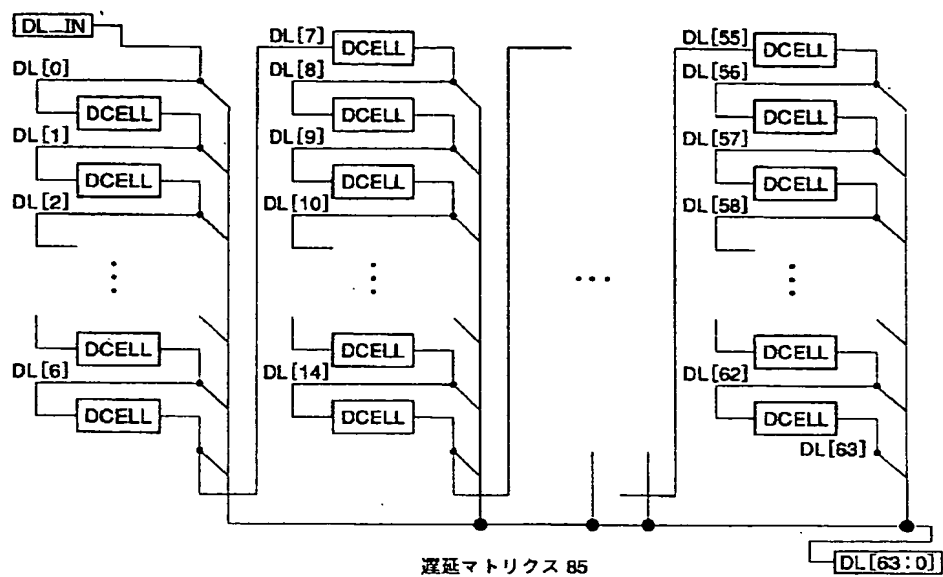 DL_IN
DL[0]
DCELL
DL[1]
DCELL
DL[2]
DCELL
DL[6]
DCELL
DL[7]
DCELL
DL[8]
DCELL
DL[9]
DCELL
DL[10]
DCELL
DL[14]
DCELL
DL[55]
DCELL
DL[56]
DCELL
DL[57]
DCELL
DL[58]
DCELL
DL[62]
DCELL
DL[63]
DL[63:0]
遅延マトリクス 85